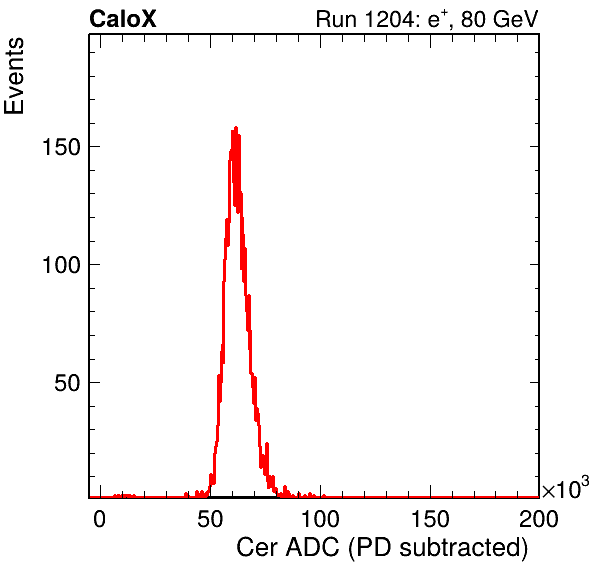 CaloX Run 1204: e⁺, 80 GeV
Events
150
100
50
0 50 100 150 200
×10³
Cer ADC (PD subtracted)